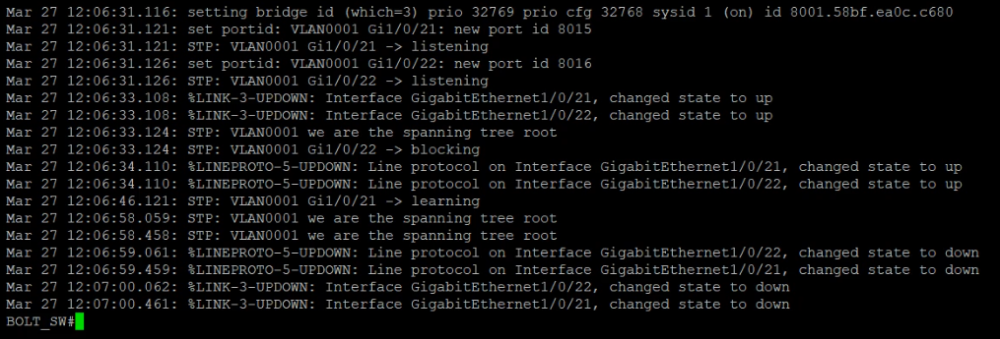 Mar 27 12:06:31.116: setting bridge id (which=3) prio 32769 prio cfg 32768 sysid 1 (on) id 8001.58bf.ea0c.c680
Mar 27 12:06:31.121: set portid: VLAN0001 Gi1/0/21: new port id 8015
Mar 27 12:06:31.121: STP: VLAN0001 Gi1/0/21 -> listening
Mar 27 12:06:31.126: set portid: VLAN0001 Gi1/0/22: new port id 8016
Mar 27 12:06:31.126: STP: VLAN0001 Gi1/0/22 -> listening
Mar 27 12:06:33.108: %LINK-3-UPDOWN: Interface GigabitEthernet1/0/21, changed state to up
Mar 27 12:06:33.108: %LINK-3-UPDOWN: Interface GigabitEthernet1/0/22, changed state to up
Mar 27 12:06:33.124: STP: VLAN0001 we are the spanning tree root
Mar 27 12:06:33.124: STP: VLAN0001 Gi1/0/22 -> blocking
Mar 27 12:06:34.110: %LINEPROTO-5-UPDOWN: Line protocol on Interface GigabitEthernet1/0/21, changed state to up
Mar 27 12:06:34.110: %LINEPROTO-5-UPDOWN: Line protocol on Interface GigabitEthernet1/0/22, changed state to up
Mar 27 12:06:46.121: STP: VLAN0001 Gi1/0/21 -> learning
Mar 27 12:06:58.059: STP: VLAN0001 we are the spanning tree root
Mar 27 12:06:58.458: STP: VLAN0001 we are the spanning tree root
Mar 27 12:06:59.061: %LINEPROTO-5-UPDOWN: Line protocol on Interface GigabitEthernet1/0/22, changed state to down
Mar 27 12:06:59.459: %LINEPROTO-5-UPDOWN: Line protocol on Interface GigabitEthernet1/0/21, changed state to down
Mar 27 12:07:00.062: %LINK-3-UPDOWN: Interface GigabitEthernet1/0/22, changed state to down
Mar 27 12:07:00.461: %LINK-3-UPDOWN: Interface GigabitEthernet1/0/21, changed state to down
BOLT_SW#